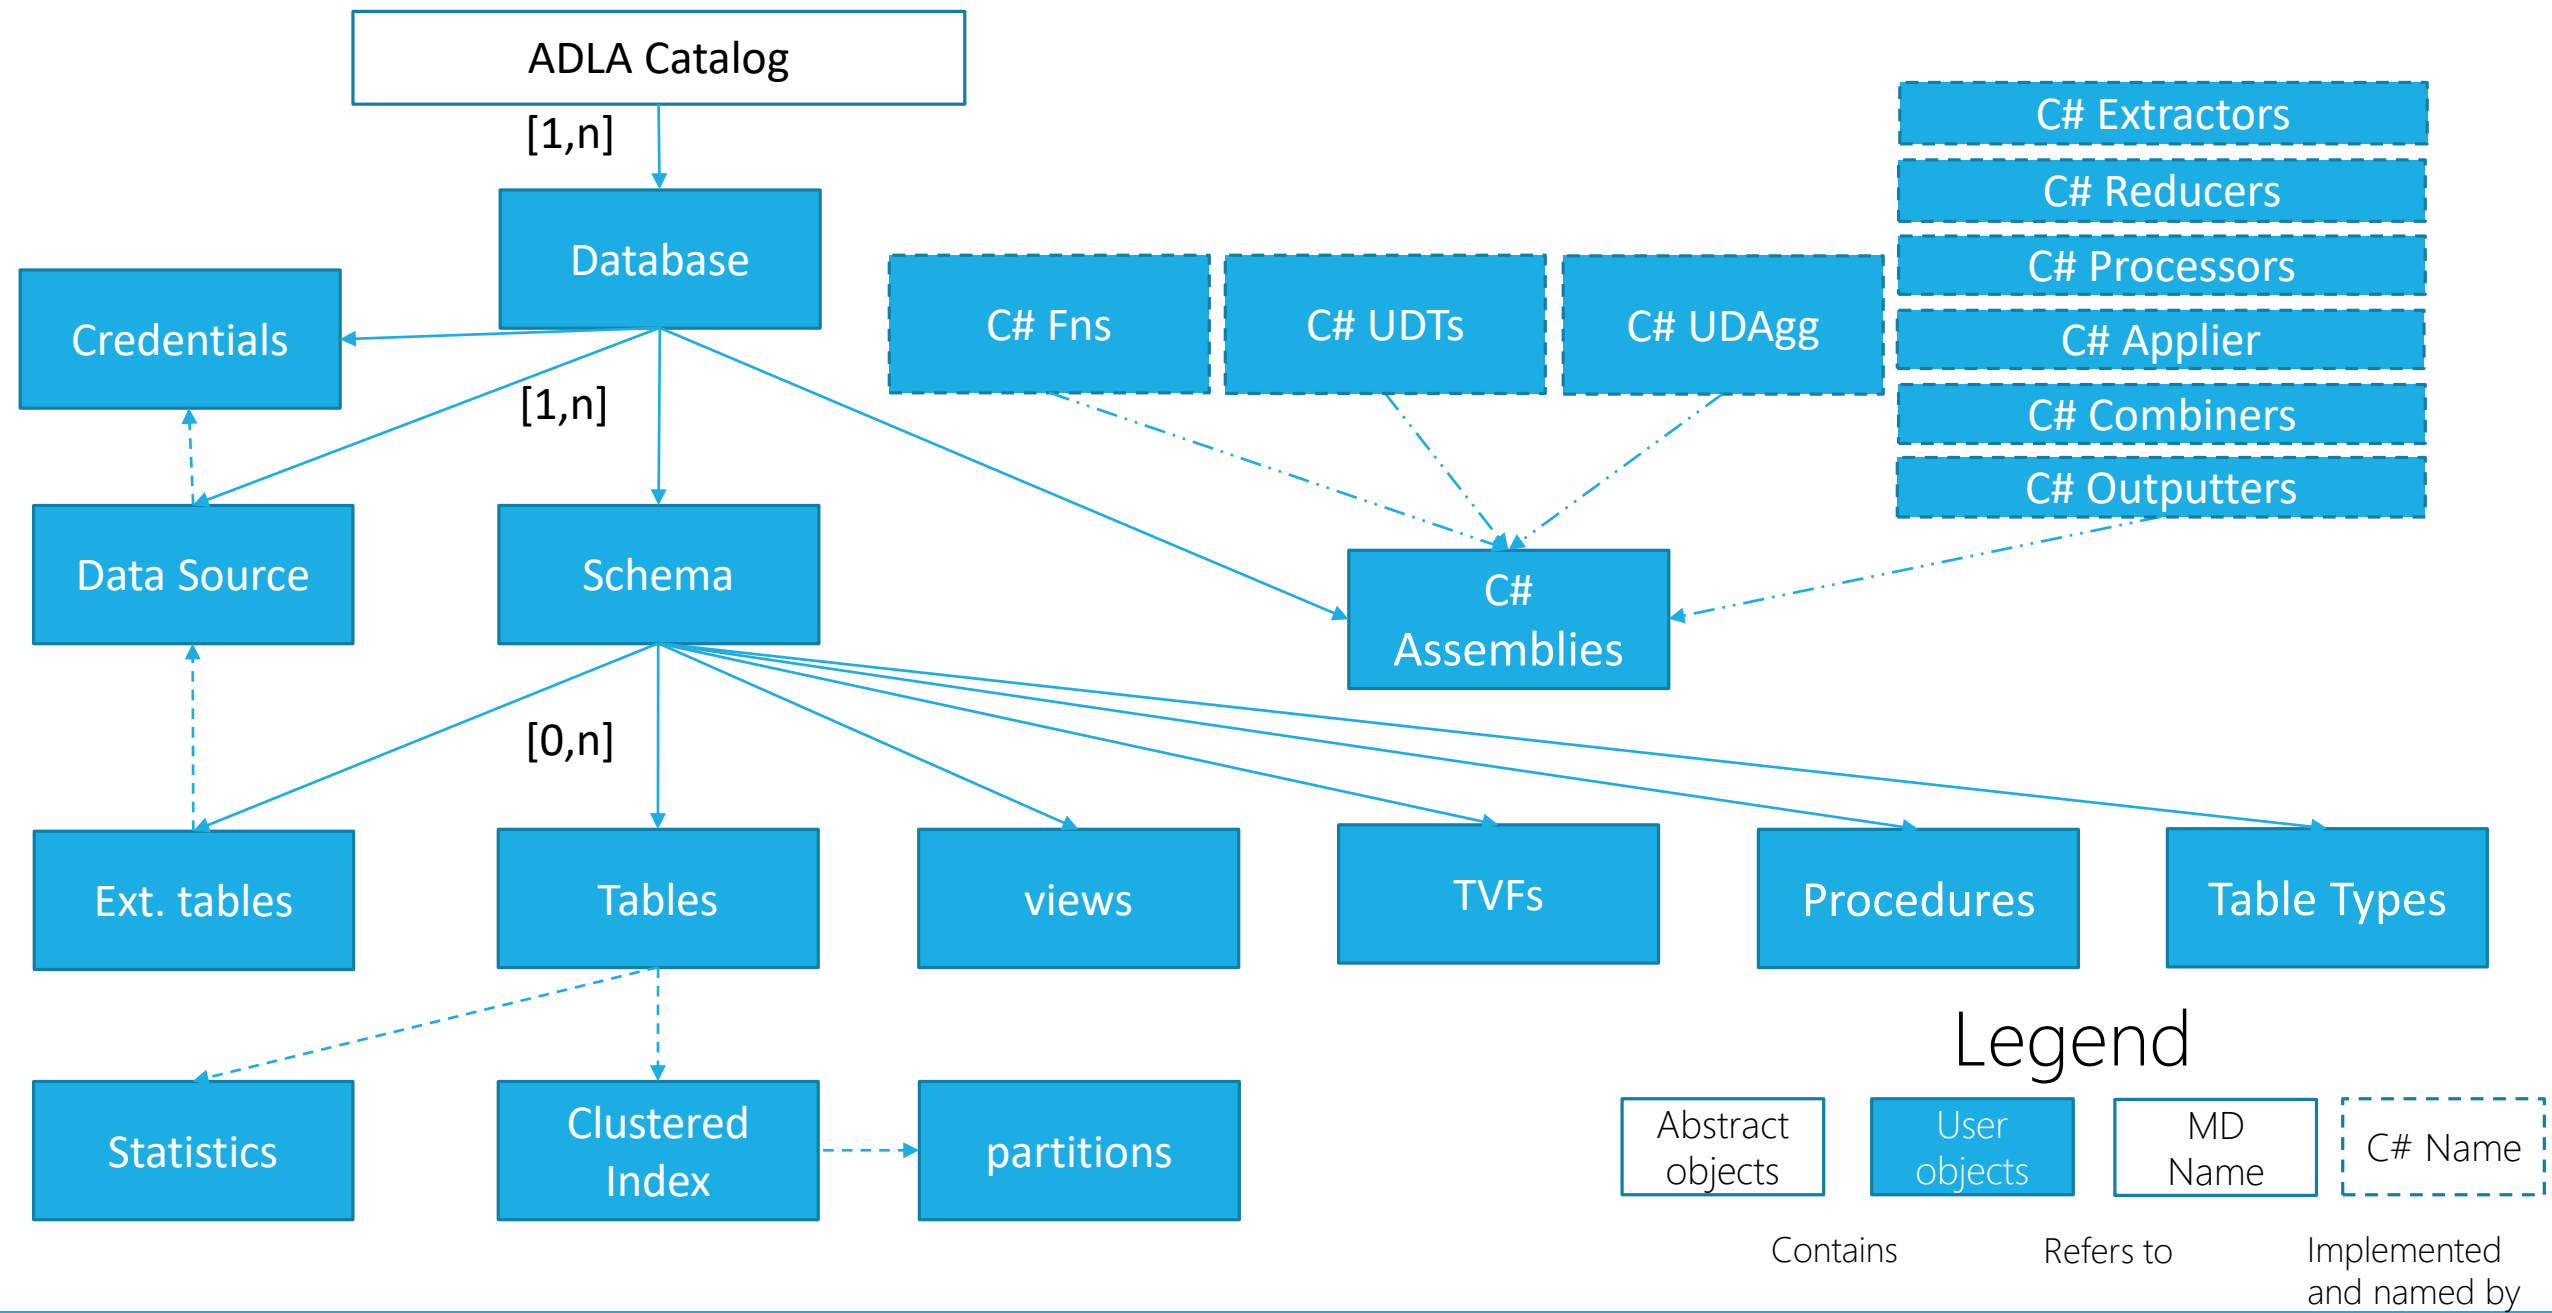 ADLA Catalog
[1,n]
Database
Credentials
[1,n]
C# Fns
C# UDTs
C# UDAgg
C# Extractors
C# Reducers
C# Processors
C# Applier
C# Combiners
C# Outputters
Data Source
Schema
C#
Assemblies
[0,n]
Ext. tables
Tables
views
TVFs
Procedures
Table Types
Statistics
Clustered
Index
partitions
Legend
Abstract
objects
User
objects
MD
Name
C# Name
Contains
Refers to
Implemented
and named by